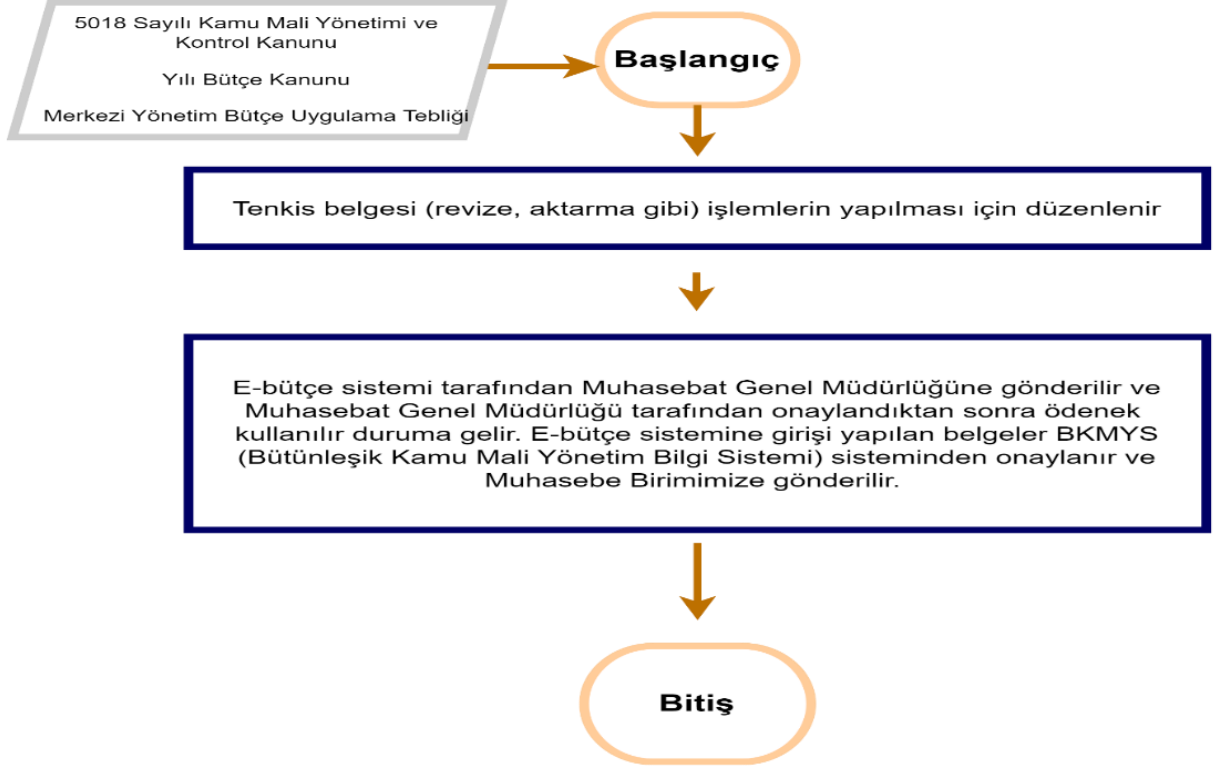 5018 Sayılı Kamu Mali Yönetimi ve
Kontrol Kanunu
Yılı Bütçe Kanunu
Merkezi Yönetim Bütçe Uygulama Tebliği
Başlangıç
Tenkis belgesi (revize, aktarma gibi) işlemlerin yapılması için düzenlenir
E-bütçe sistemi tarafından Muhasebat Genel Müdürlüğüne gönderilir ve
Muhasebat Genel Müdürlüğü tarafından onaylandıktan sonra ödenek
kullanılır duruma gelir. E-bütçe sistemine girişi yapılan belgeler BKMYS
(Bütünleşik Kamu Mali Yönetim Bilgi Sistemi) sisteminden onaylanır ve
Muhasebe Birimimize gönderilir.
Bitiş